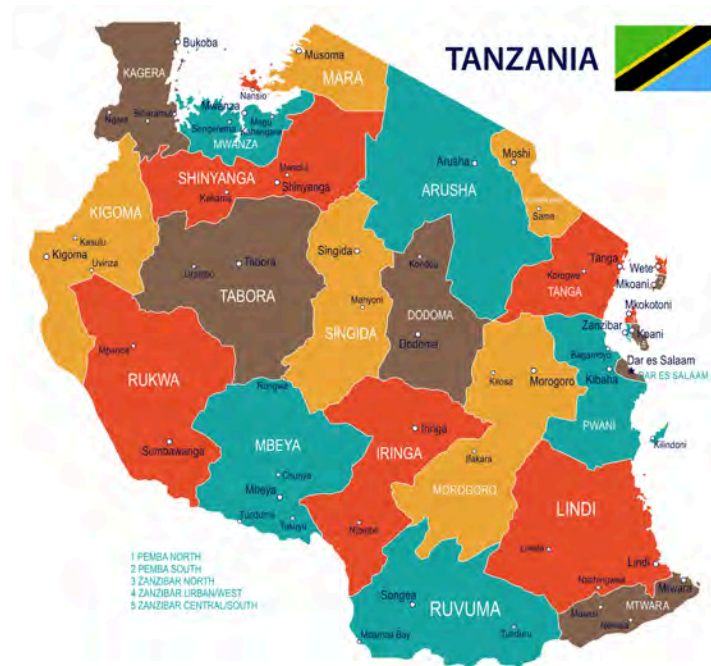 TANZANIA
Bukoba
KAGERA
Ngara
Biharamulo
Musoma
MARA
Nansio
Mwanza
Sengerema
Magu
Kahangara
MWANZA
Arusha
ARUSHA
Moshi
Same
SHINYANGA
Shinyanga
Kahama
KIGOMA
Kasulu
Kigoma
Uvinza
Tabora
Urambo
TABORA
Singida
Manyoni
SINGIDA
Kondoa
DODOMA
Dodoma
Tanga
Korogwe
TANGA
Wete
Mkoani
Mkokotoni
Zanzibar
Koani
Bagamoyo
Dar es Salaam
DAR ES SALAAM
Kibaha
PWANI
Kilindoni
Mpanda
RUKWA
Sumbawanga
Rungwa
MBEYA
Chunya
Mbeya
Tunduma
Tukuyu
Iringa
IRINGA
Njombe
Kilosa
Morogoro
Ifakara
MOROGORO
LINDI
Liwale
Lindi
Nachingwea
Mtwara
MTWARA
Masasi
Newala
Songea
RUVUMA
Tunduru
1 PEMBA NORTH
2 PEMBA SOUTH
3 ZANZIBAR NORTH
4 ZANZIBAR URBAN/WEST
5 ZANZIBAR CENTRAL/SOUTH